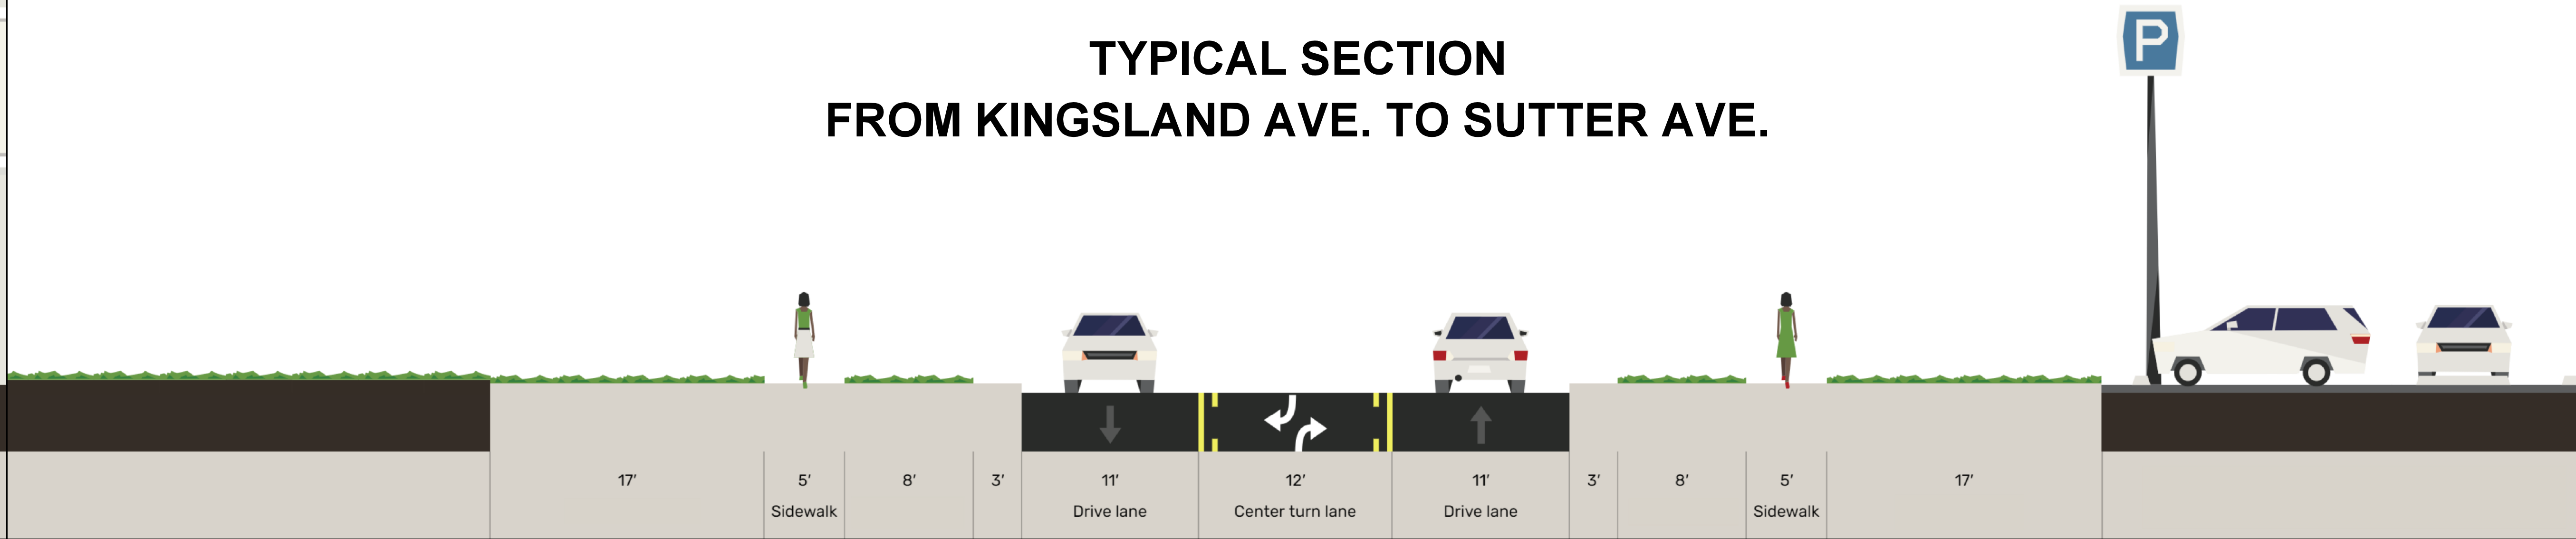 TYPICAL SECTION
FROM KINGSLAND AVE. TO SUTTER AVE.
P
17' 5' 8' 3' 11' 12' 11' 3' 8' 5' 17'
Sidewalk Drive lane Center turn lane Drive lane Sidewalk